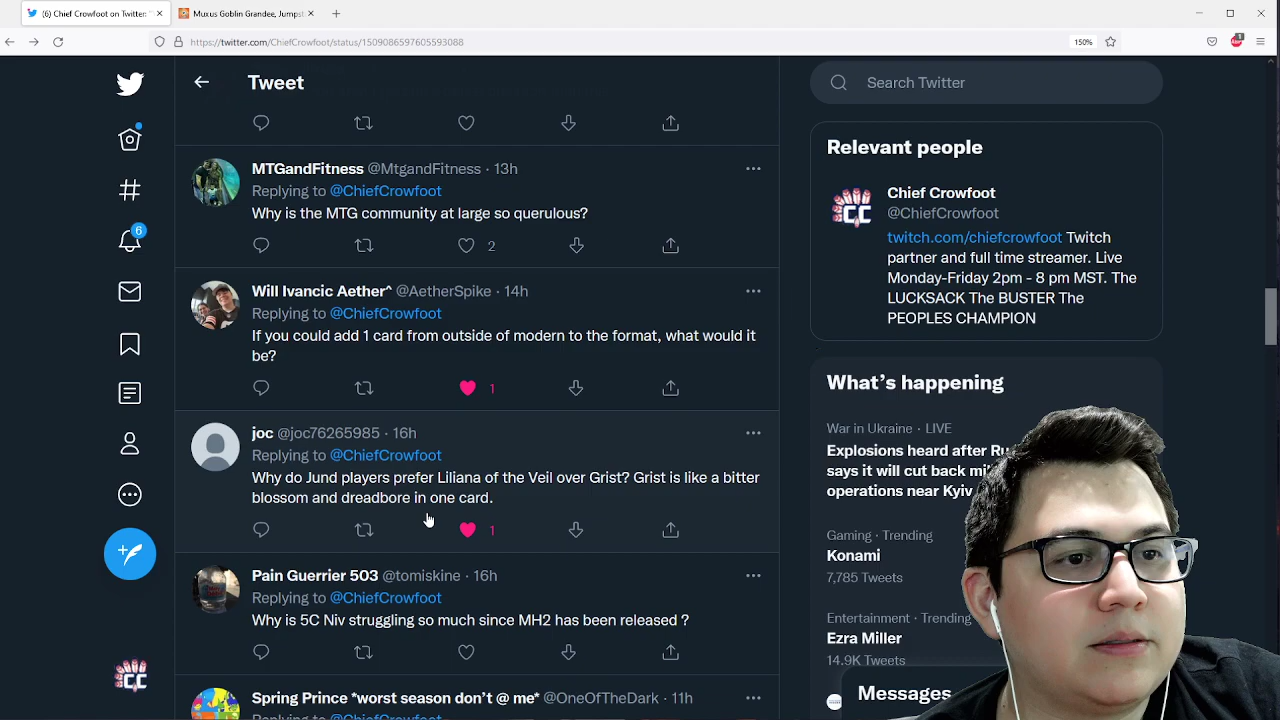 (6) Chief Crowfoot on Twitter: "
Muxus Goblin Grandee, Jumpst
https://twitter.com/ChiefCrowfoot/status/1509086597605593088
150%
Tweet
Search Twitter
MTGandFitness @MtgandFitness · 13h
Replying to @ChiefCrowfoot
Why is the MTG community at large so querulous?
2
Will Ivancic Aether^ @AetherSpike · 14h
Replying to @ChiefCrowfoot
If you could add 1 card from outside of modern to the format, what would it
be?
1
joc @joc76265985 · 16h
Replying to @ChiefCrowfoot
Why do Jund players prefer Liliana of the Veil over Grist? Grist is like a bitter
blossom and dreadbore in one card.
1
Pain Guerrier 503 @tomiskine · 16h
Replying to @ChiefCrowfoot
Why is 5C Niv struggling so much since MH2 has been released ?
Spring Prince *worst season don't @ me* @OneOfTheDark · 11h
Replying to @ChiefCrowfoot
6
CC
Relevant people
CC
Chief Crowfoot
@ChiefCrowfoot
twitch.com/chiefcrowfoot Twitch
partner and full time streamer. Live
Monday-Friday 2pm - 8 pm MST. The
LUCKSACK The BUSTER The
PEOPLES CHAMPION
What's happening
War in Ukraine · LIVE
Explosions heard after Ru
says it will cut back mil
operations near Kyiv
Gaming · Trending
Konami
7,785 Tweets
Entertainment · Trending
Ezra Miller
14.9K Tweets
Messages